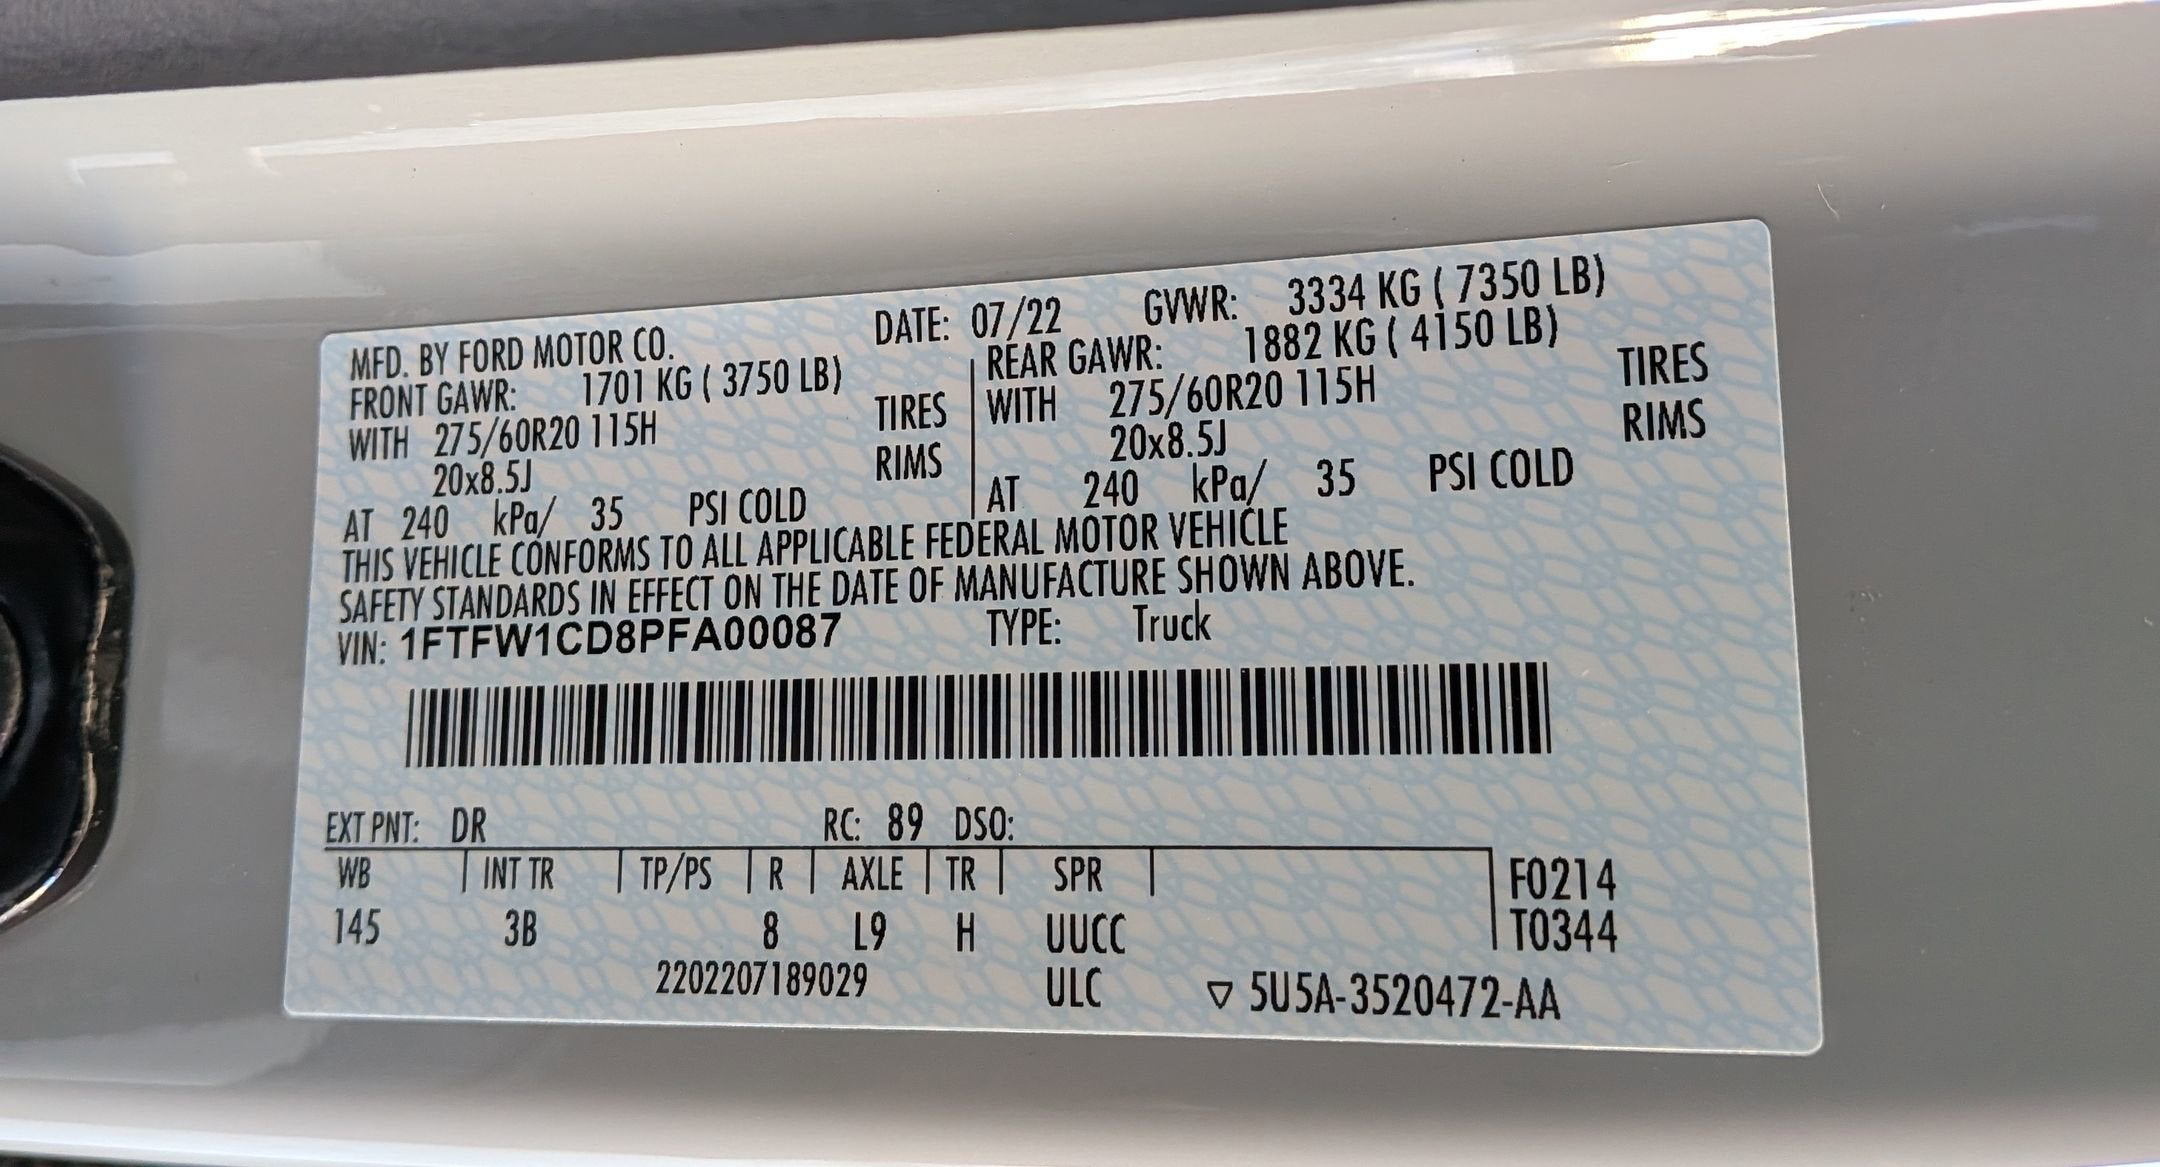 MFD. BY FORD MOTOR CO. DATE: 07/22 GVWR: 3334 KG ( 7350 LB)
FRONT GAWR: 1701 KG ( 3750 LB) REAR GAWR: 1882 KG ( 4150 LB)
WITH 275/60R20 115H TIRES WITH 275/60R20 115H TIRES
20x8.5J RIMS 20x8.5J RIMS
AT 240 kPa/ 35 PSI COLD AT 240 kPa/ 35 PSI COLD
THIS VEHICLE CONFORMS TO ALL APPLICABLE FEDERAL MOTOR VEHICLE
SAFETY STANDARDS IN EFFECT ON THE DATE OF MANUFACTURE SHOWN ABOVE.
VIN: 1FTFW1CD8PFA00087 TYPE: Truck
EXT PNT: DR RC: 89 DSO:
WB INT TR TP/PS R AXLE TR SPR F0214
145 3B 8 L9 H UUCC T0344
2202207189029 ULC ▽ 5U5A-3520472-AA